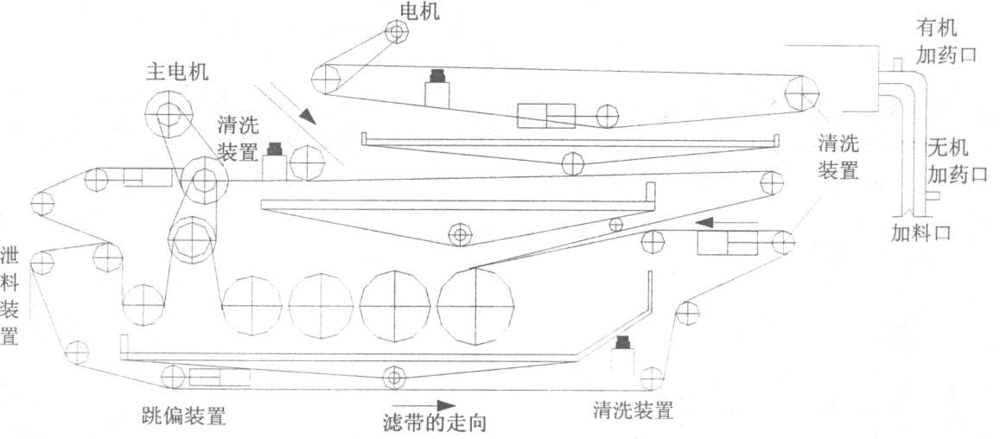 电机
有机
加药口
主电机
清洗
装置
清洗
装置
无机
加药口
加料口
泄
料
装
置
跳偏装置
滤带的走向
清洗装置